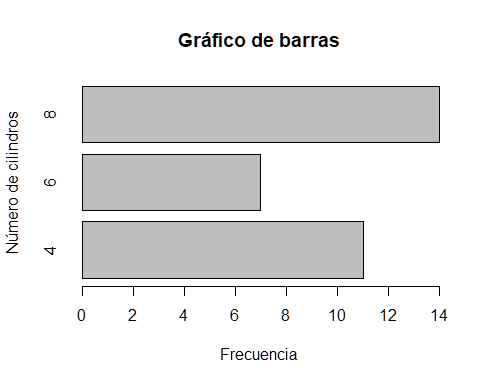 Gráfico de barras
Número de cilindros
8
6
4
0 2 4 6 8 10 12 14
Frecuencia